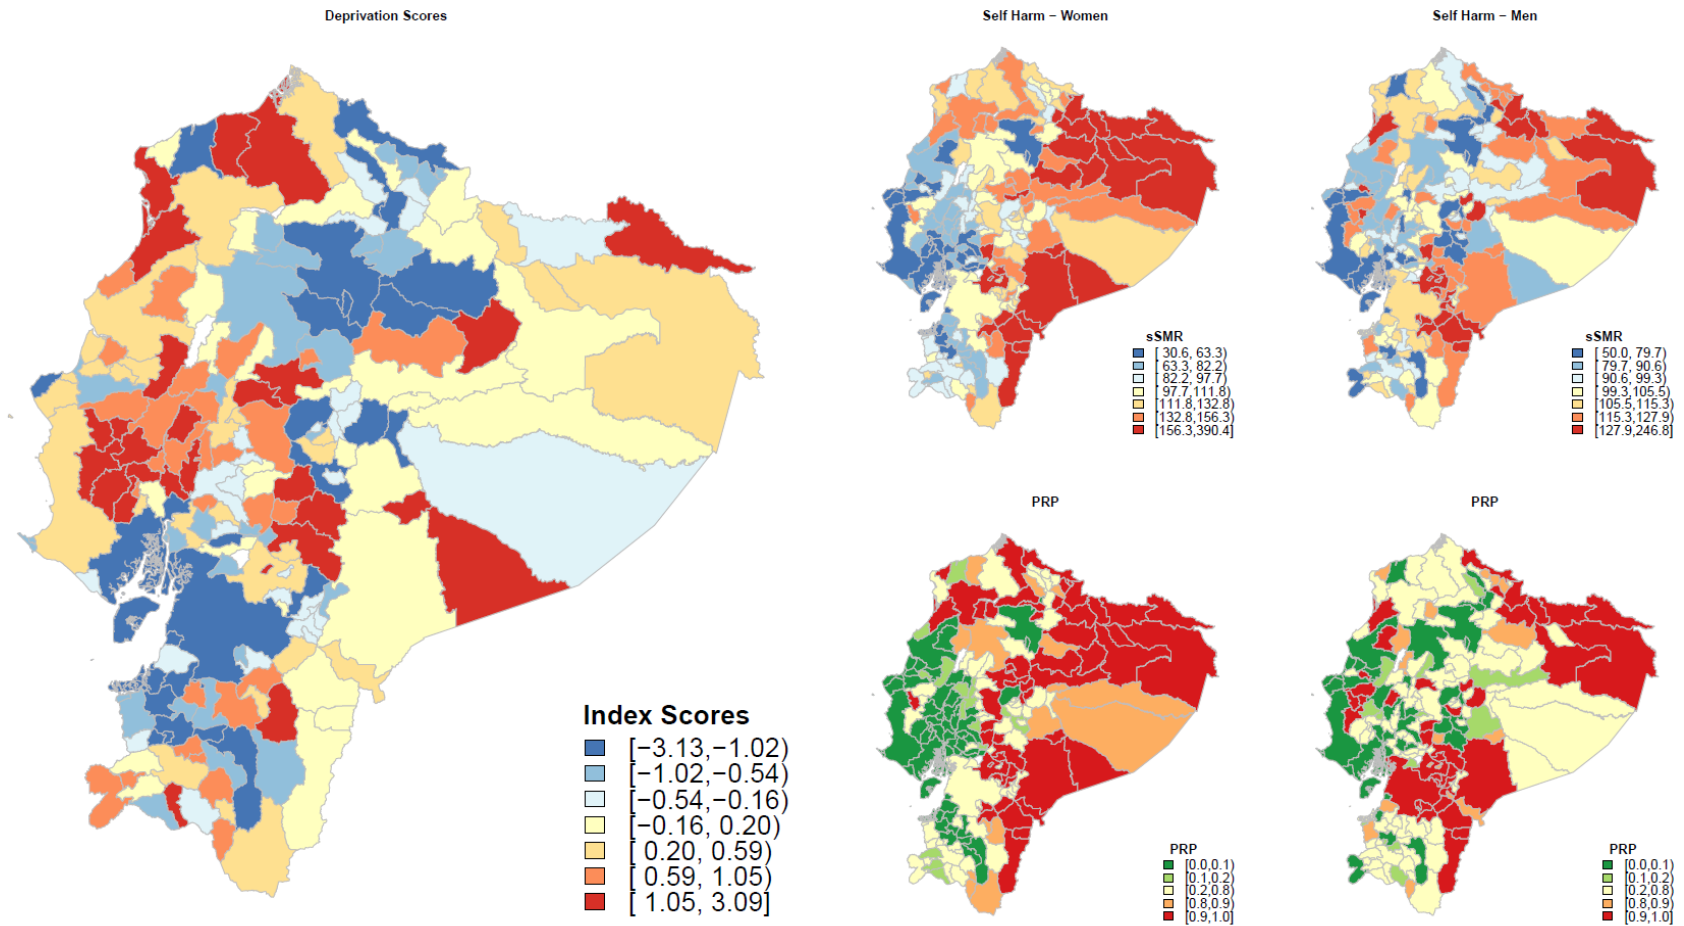 Deprivation Scores
Index Scores
[−3.13,−1.02)
[−1.02,−0.54)
[−0.54,−0.16)
[−0.16, 0.20)
[ 0.20, 0.59)
[ 0.59, 1.05)
[ 1.05, 3.09]
Self Harm − Women
sSMR
[ 30.6, 63.3)
[ 63.3, 82.2)
[ 82.2, 97.7)
[ 97.7,111.8)
[111.8,132.8)
[132.8,156.3)
[156.3,390.4]
Self Harm − Men
sSMR
[ 50.0, 79.7)
[ 79.7, 90.6)
[ 90.6, 99.3)
[ 99.3,105.5)
[105.5,115.3)
[115.3,127.9)
[127.9,246.8]
PRP
PRP
[0.0,0.1)
[0.1,0.2)
[0.2,0.8)
[0.8,0.9)
[0.9,1.0]
PRP
PRP
[0.0,0.1)
[0.1,0.2)
[0.2,0.8)
[0.8,0.9)
[0.9,1.0]